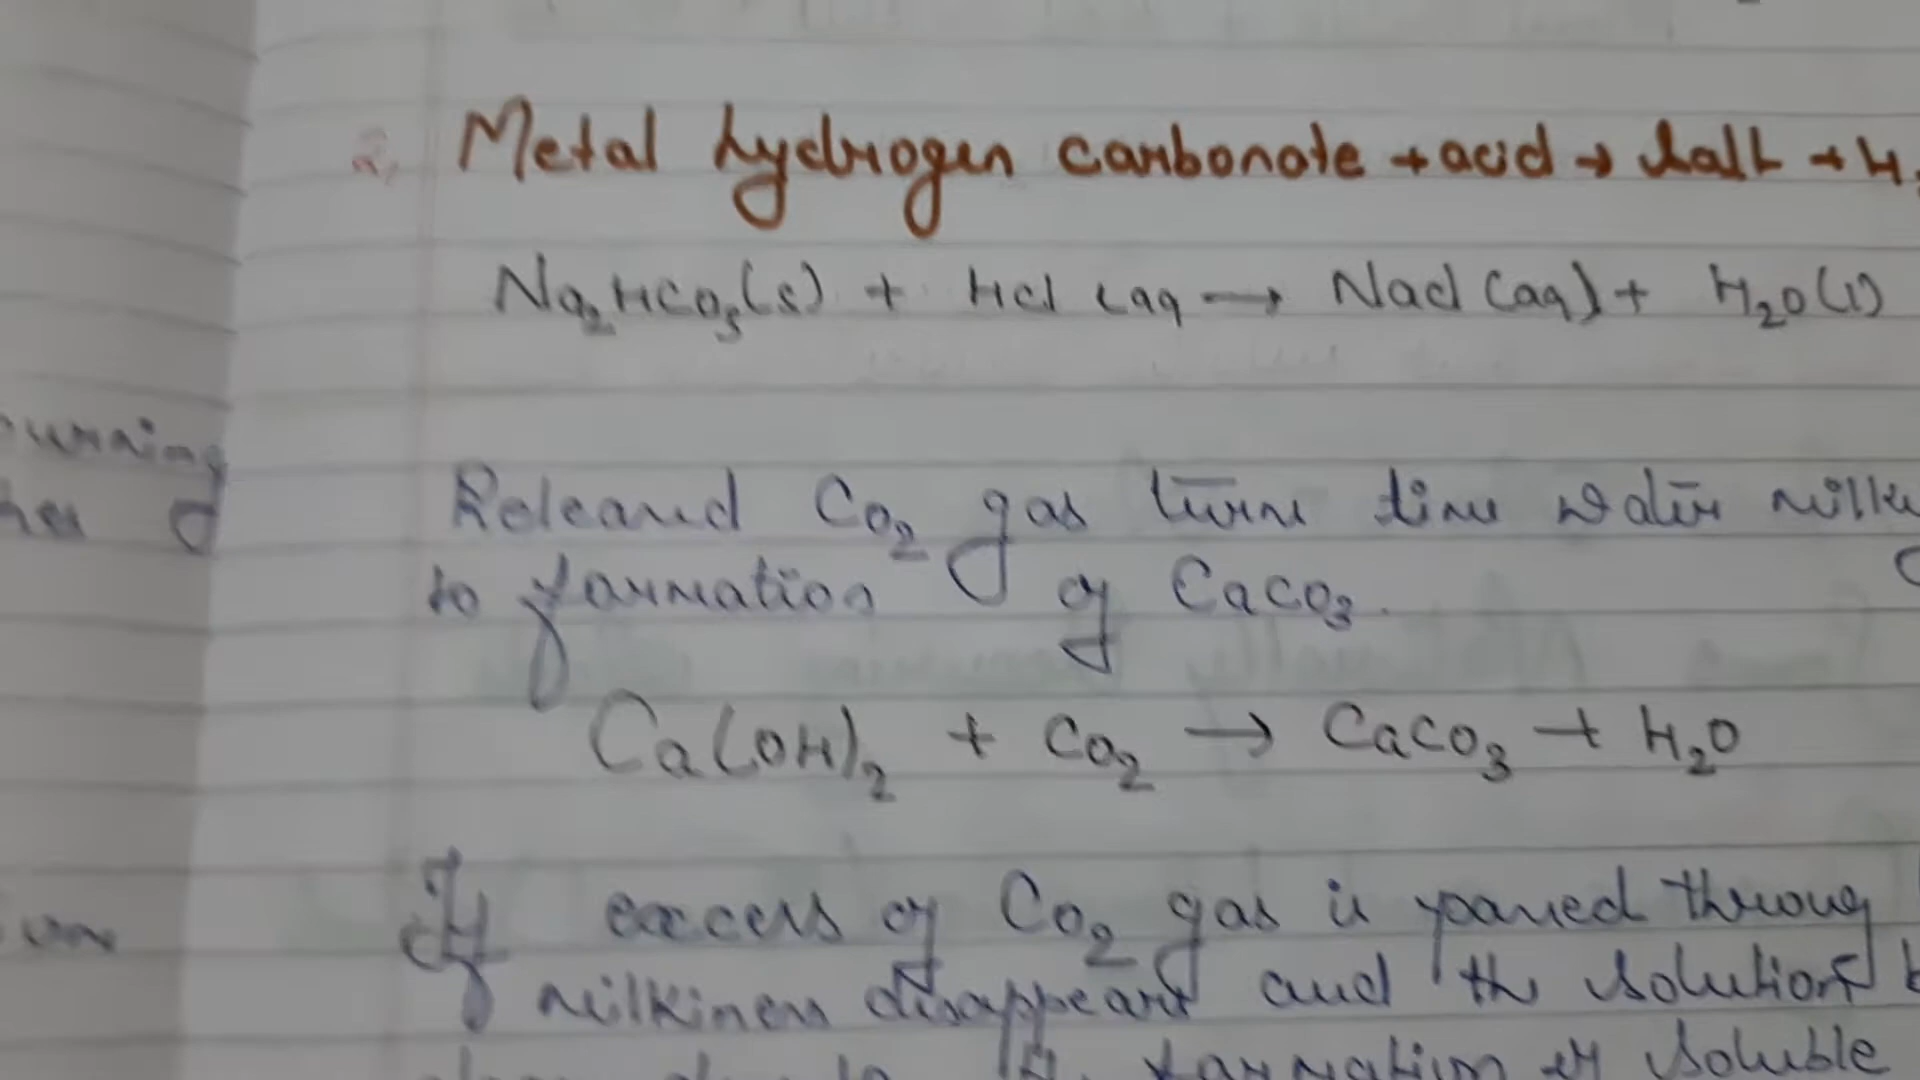 2. Metal hydrogen carbonate + acid → salt + H
Na₂HCO₃(s) + HCl (aq → NaCl (aq) + H₂O(l)
Released CO₂ gas turns lime water milky
to formation of CaCO₃.
Ca(OH)₂ + CO₂ → CaCO₃ + H₂O
If excess of CO₂ gas is passed throug
milkiness disappears and the solution
formation of soluble